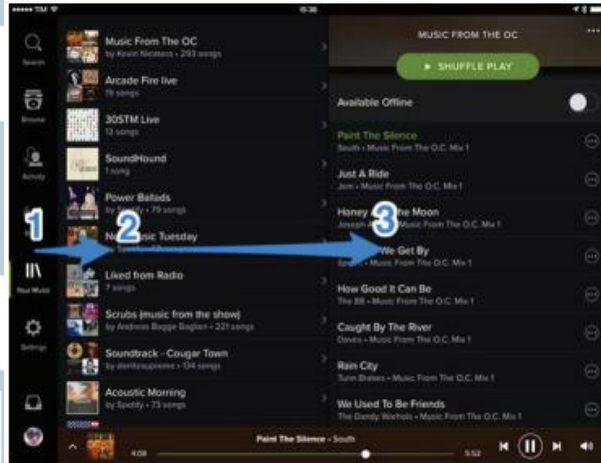 TIM
15:36
Search
Browse
Activity
Your Music
Settings
1
2
3
Music From The OC
by Kevin Nicoteva • 293 songs
Arcade Fire live
19 songs
30STM Live
13 songs
SoundHound
1 song
Power Ballads
by Spotify • 79 songs
Music Tuesday
by
Liked from Radio
7 songs
Scrubs (music from the show)
by Andreas Bagge Baglien • 221 songs
Soundtrack - Cougar Town
• 134 songs
Acoustic Morning
by Spotify • 73 songs
MUSIC FROM THE OC
SHUFFLE PLAY
Available Offline
Paint The Silence
South • Music From The O.C. Mix 1
Just A Ride
Jem • Music From The O.C. Mix 1
Honey Moon
Joseph • Music From The O.C. Mix 1
We Get By
• Music From The O.C. Mix 1
How Good It Can Be
The 88 • Music From The O.C. Mix 1
Caught By The River
Doves • Music From The O.C. Mix 1
Rain City
Turin Brakes • Music From The O.C. Mix 1
We Used To Be Friends
The Dandy Warhols • Music From The O.C. Mix 1
Paint The Silence - South
4:08
5:52